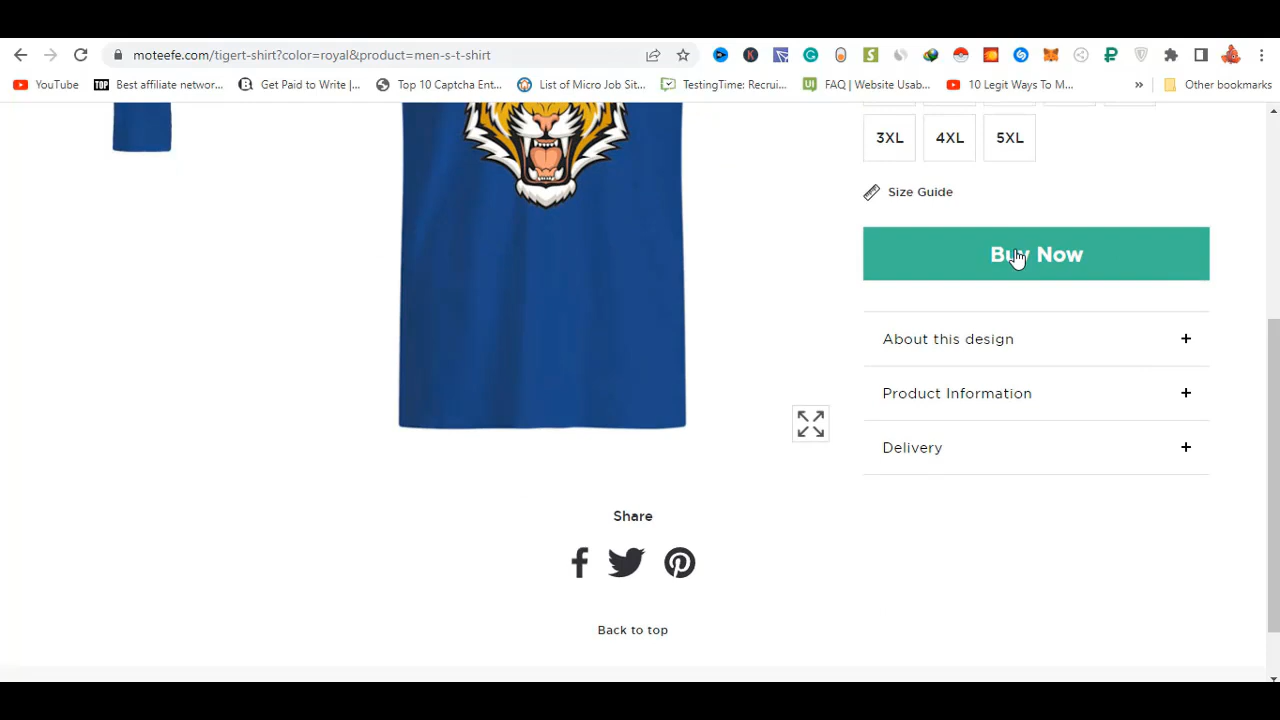 moteefe.com/tigert-shirt?color=royal&product=men-s-t-shirt
YouTube
TOP Best affiliate networ...
Get Paid to Write |...
Top 10 Captcha Ent...
List of Micro Job Sit...
TestingTime: Recrui...
UJ FAQ | Website Usab...
10 Legit Ways To M...
»
Other bookmarks
3XL 4XL 5XL
Size Guide
Buy Now
About this design +
Product Information +
Delivery +
Share
Back to top